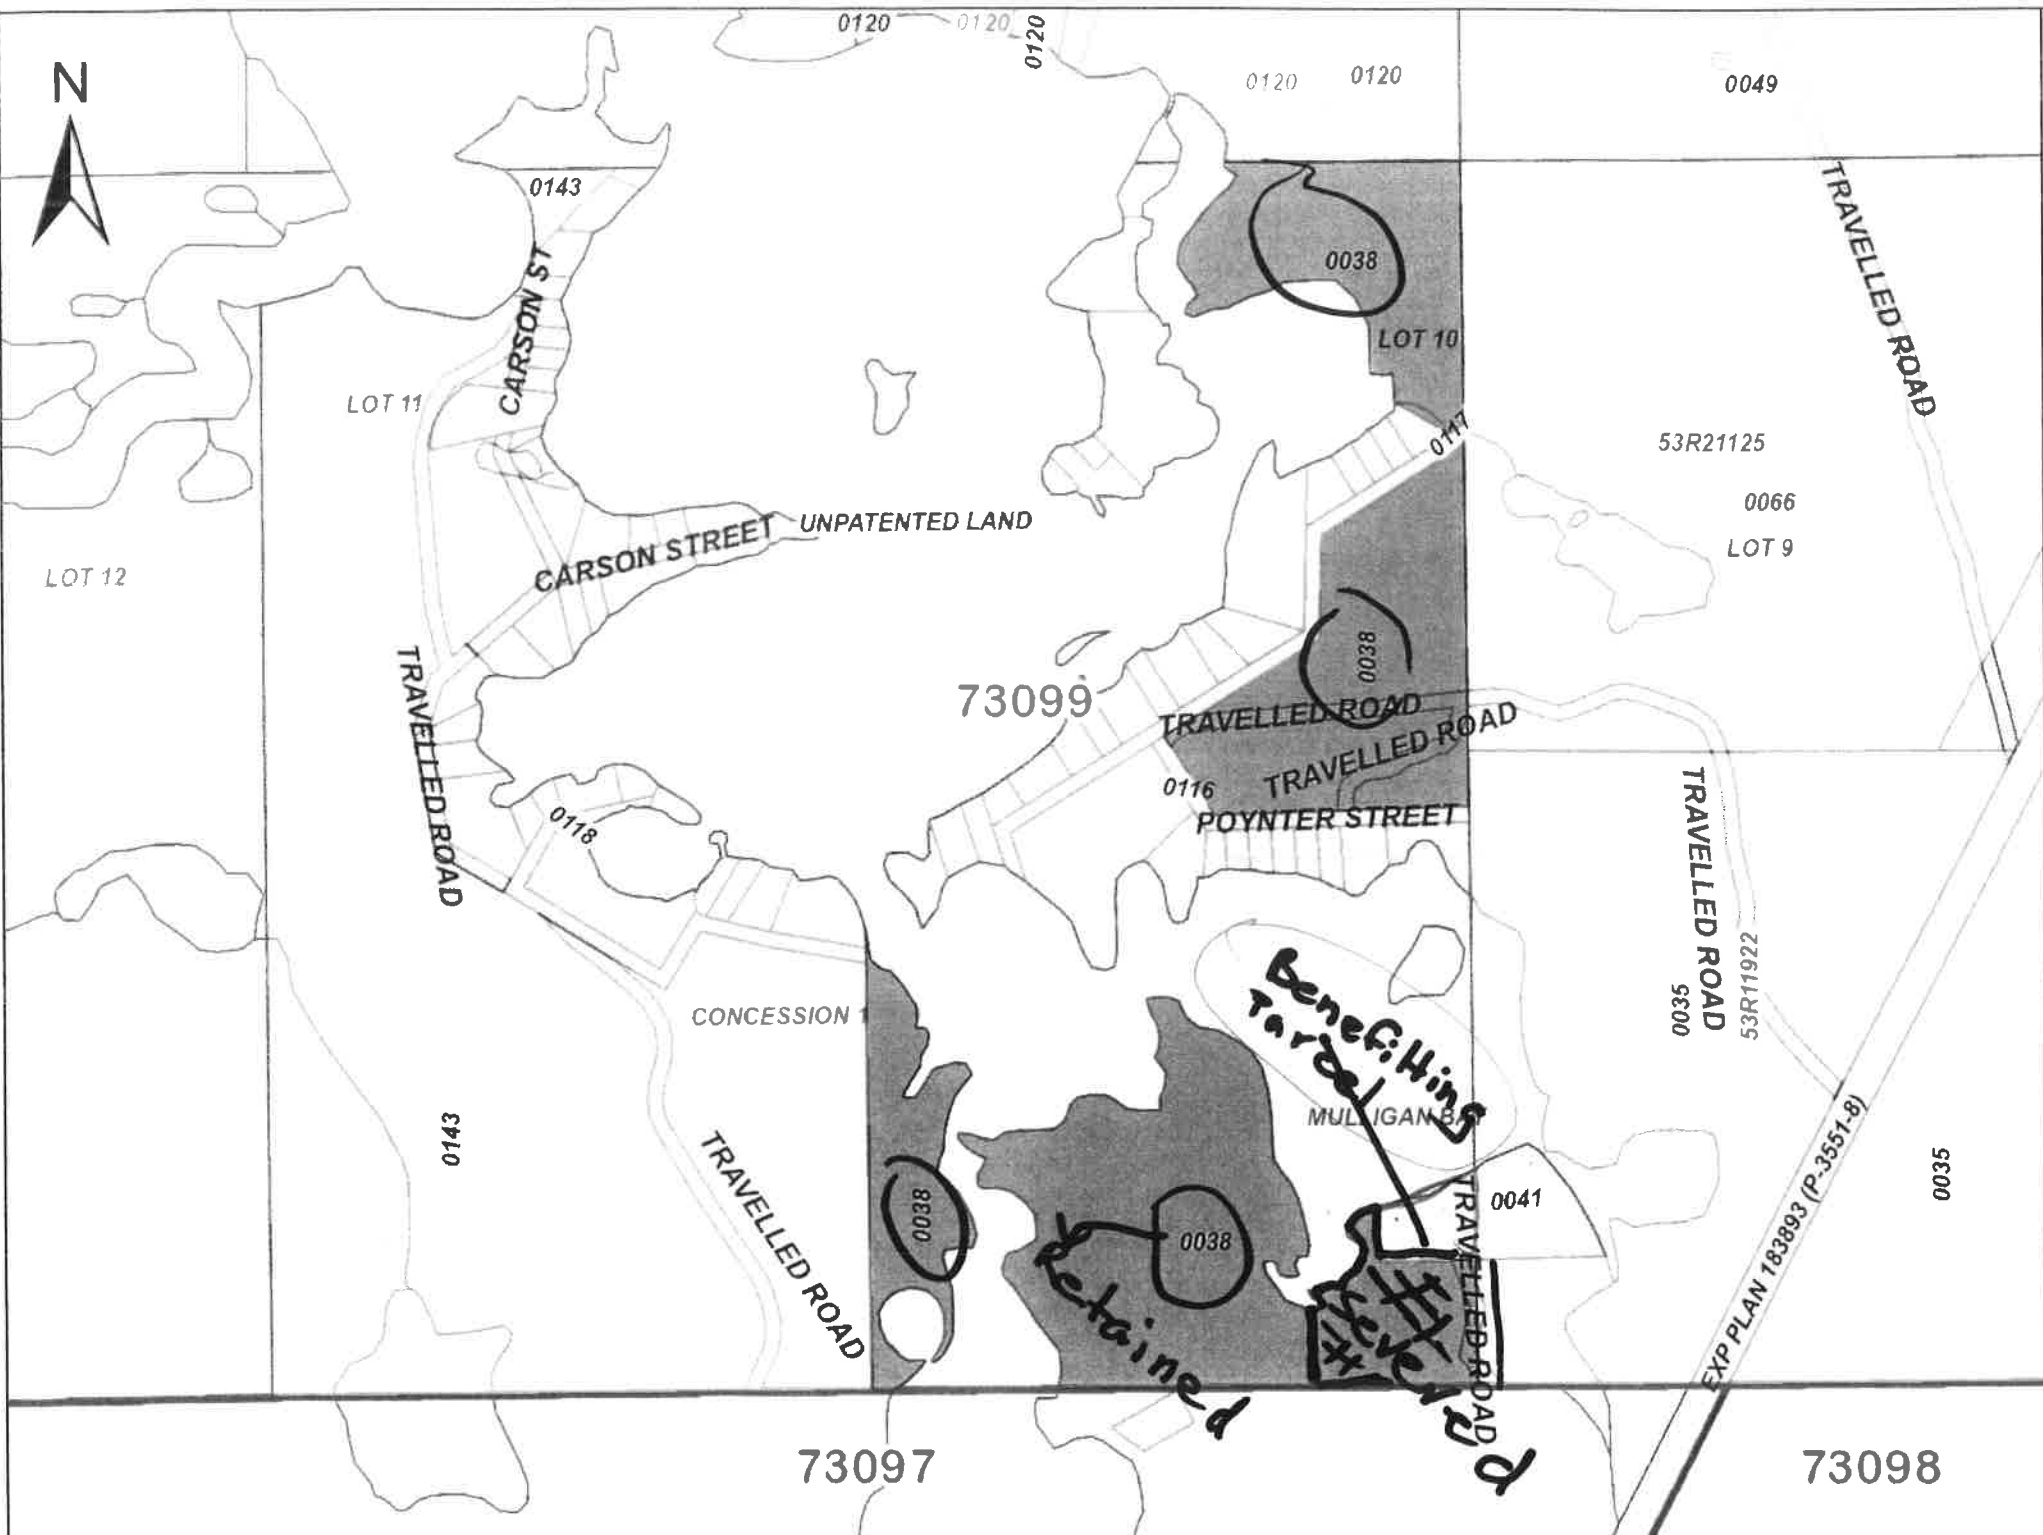 0120
0120
0120
0120
0120
0049
N
0143
TRAVELLED ROAD
0038
CARSON ST
LOT 10
LOT 11
0117
53R21125
0066
UNPATENTED LAND
LOT 9
CARSON STREET
LOT 12
0038
73099
TRAVELLED ROAD
TRAVELLED ROAD
TRAVELLED ROAD
0116
POYNTER STREET
0118
TRAVELLED ROAD
53R11922
0035
CONCESSION 1
Benefitting
Parcel
MULLIGAN BAY
0143
TRAVELLED ROAD
0038
0038
Retained
0041
TRAVELLED ROAD
Severed
EXP PLAN 183893 (P-3551-8)
0035
73097
73098